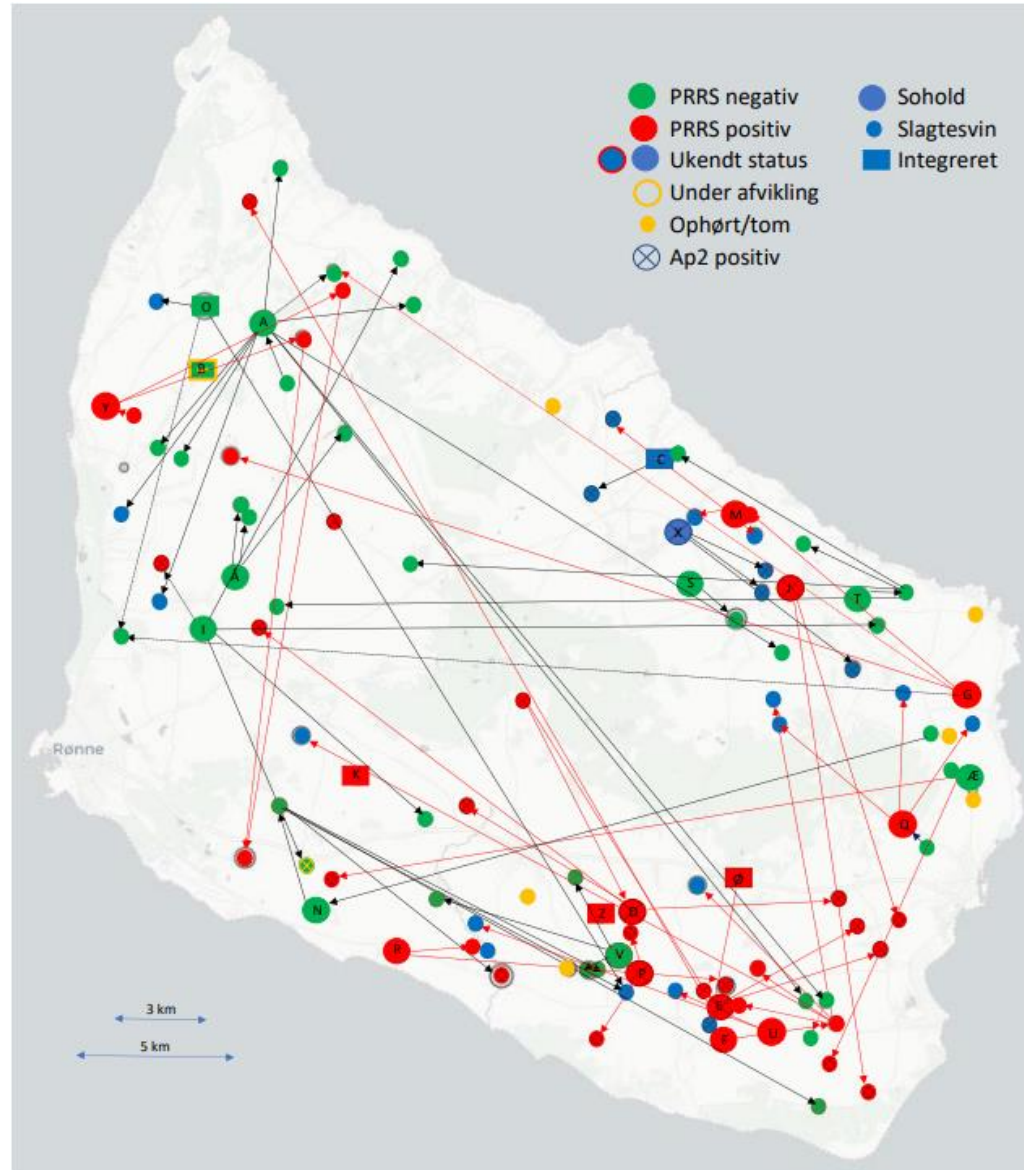 PRRS negativ
Sohold
PRRS positiv
Slagtesvin
Ukendt status
Integreret
Under afvikling
Ophørt/tom
Ap2 positiv
O
A
B
Y
C
M
X
Å
S
T
I
G
Rønne
K
Æ
Q
Ø
N
Z
D
R
V
P
U
3 km
5 km